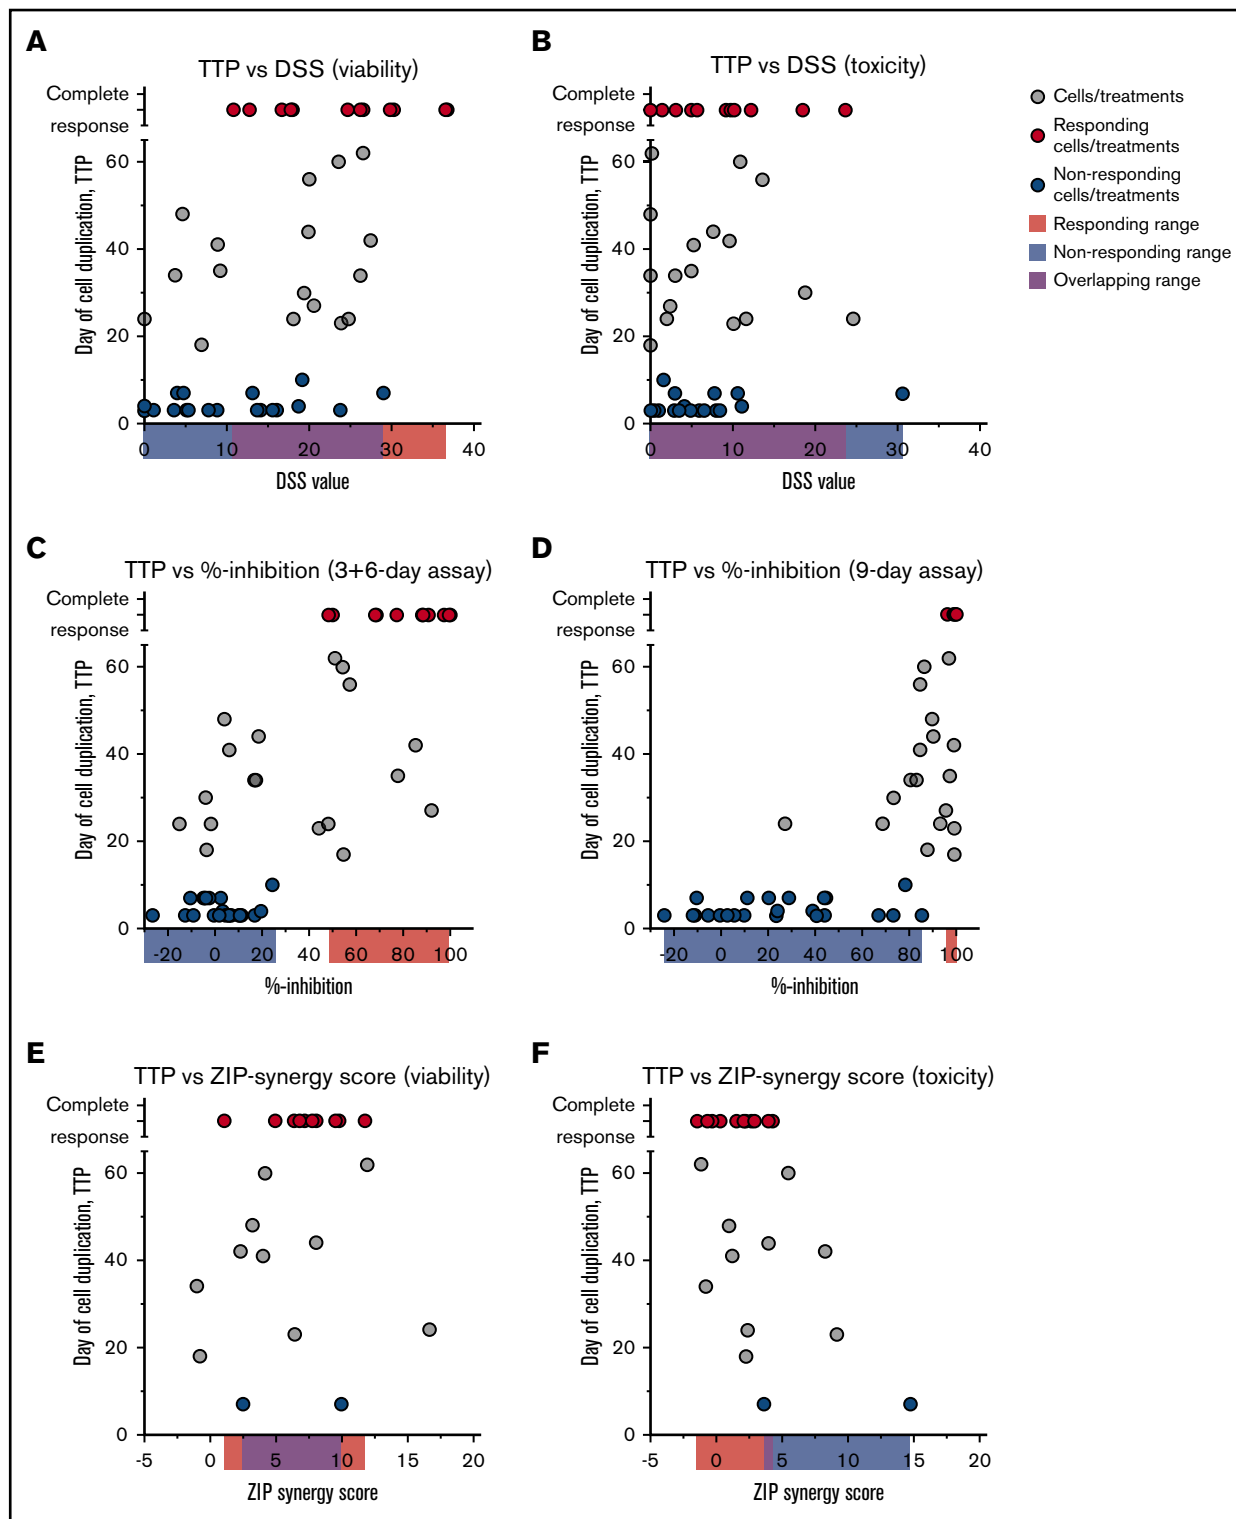 A
TTP vs DSS (viability)
Complete
response
Day of cell duplication, TTP
60
40
20
0
0 10 20 30 40
DSS value
B
TTP vs DSS (toxicity)
Complete
response
Day of cell duplication, TTP
60
40
20
0
0 10 20 30 40
DSS value
Cells/treatments
Responding
cells/treatments
Non-responding
cells/treatments
Responding range
Non-responding range
Overlapping range
C
TTP vs %-inhibition (3+6-day assay)
Complete
response
Day of cell duplication, TTP
60
40
20
0
-20 0 20 40 60 80 100
%-inhibition
D
TTP vs %-inhibition (9-day assay)
Complete
response
Day of cell duplication, TTP
60
40
20
0
-20 0 20 40 60 80 100
%-inhibition
E
TTP vs ZIP-synergy score (viability)
Complete
response
Day of cell duplication, TTP
60
40
20
0
-5 0 5 10 15 20
ZIP synergy score
F
TTP vs ZIP-synergy score (toxicity)
Complete
response
Day of cell duplication, TTP
60
40
20
0
-5 0 5 10 15 20
ZIP synergy score